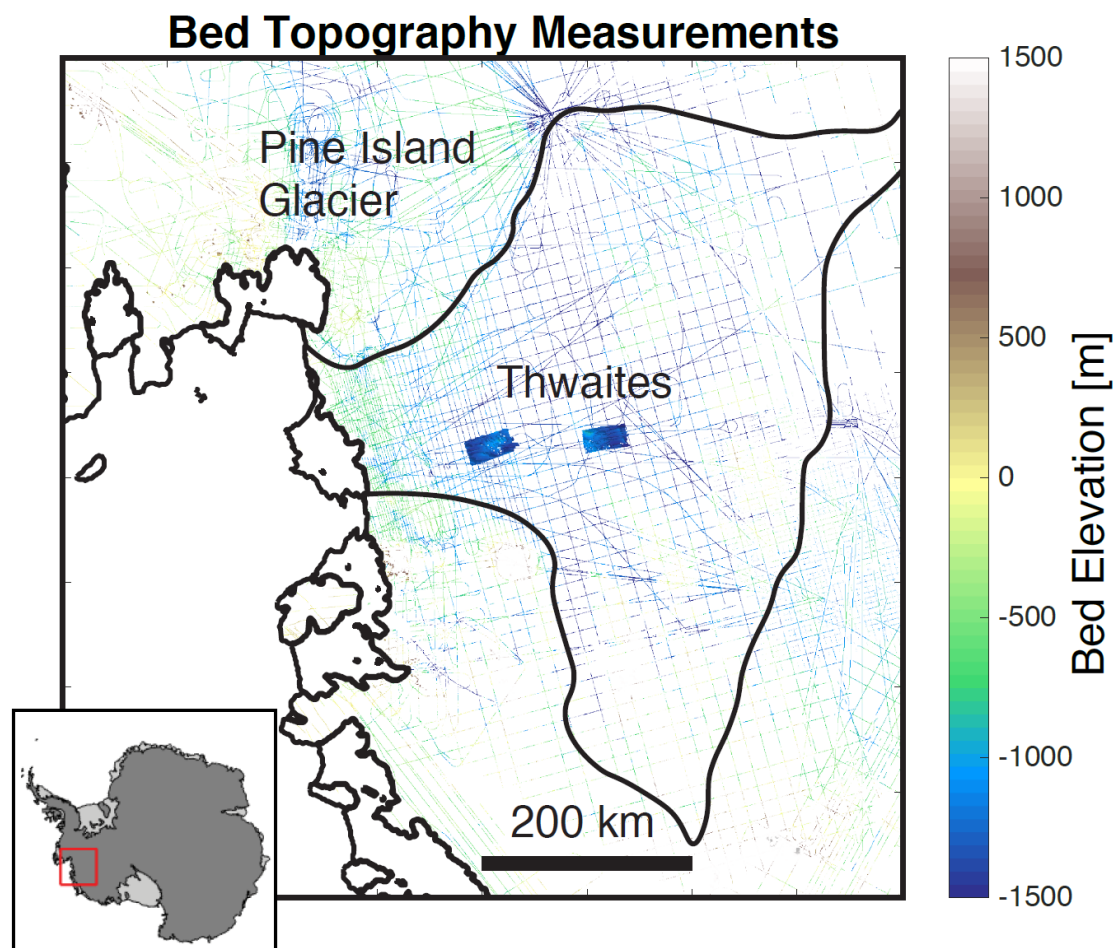 Bed Topography Measurements
Pine Island
Glacier
Thwaites
200 km
1500
1000
500
0
-500
-1000
-1500
Bed Elevation [m]